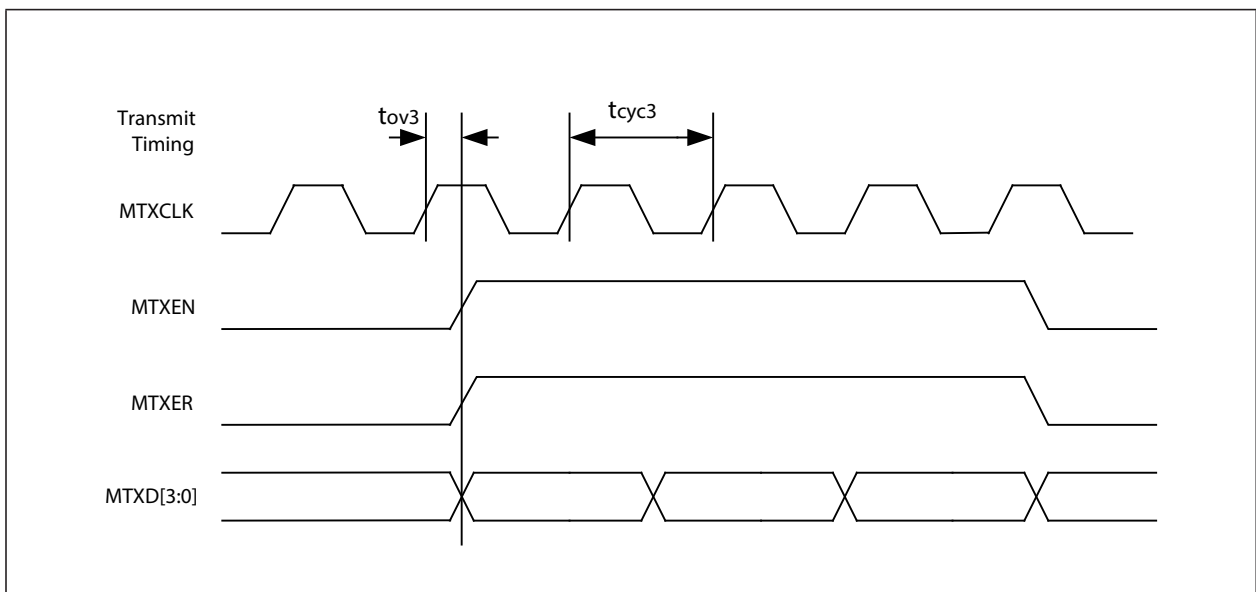 Transmit
Timing
tov3
tcyc3
MTXCLK
MTXEN
MTXER
MTXD[3:0]